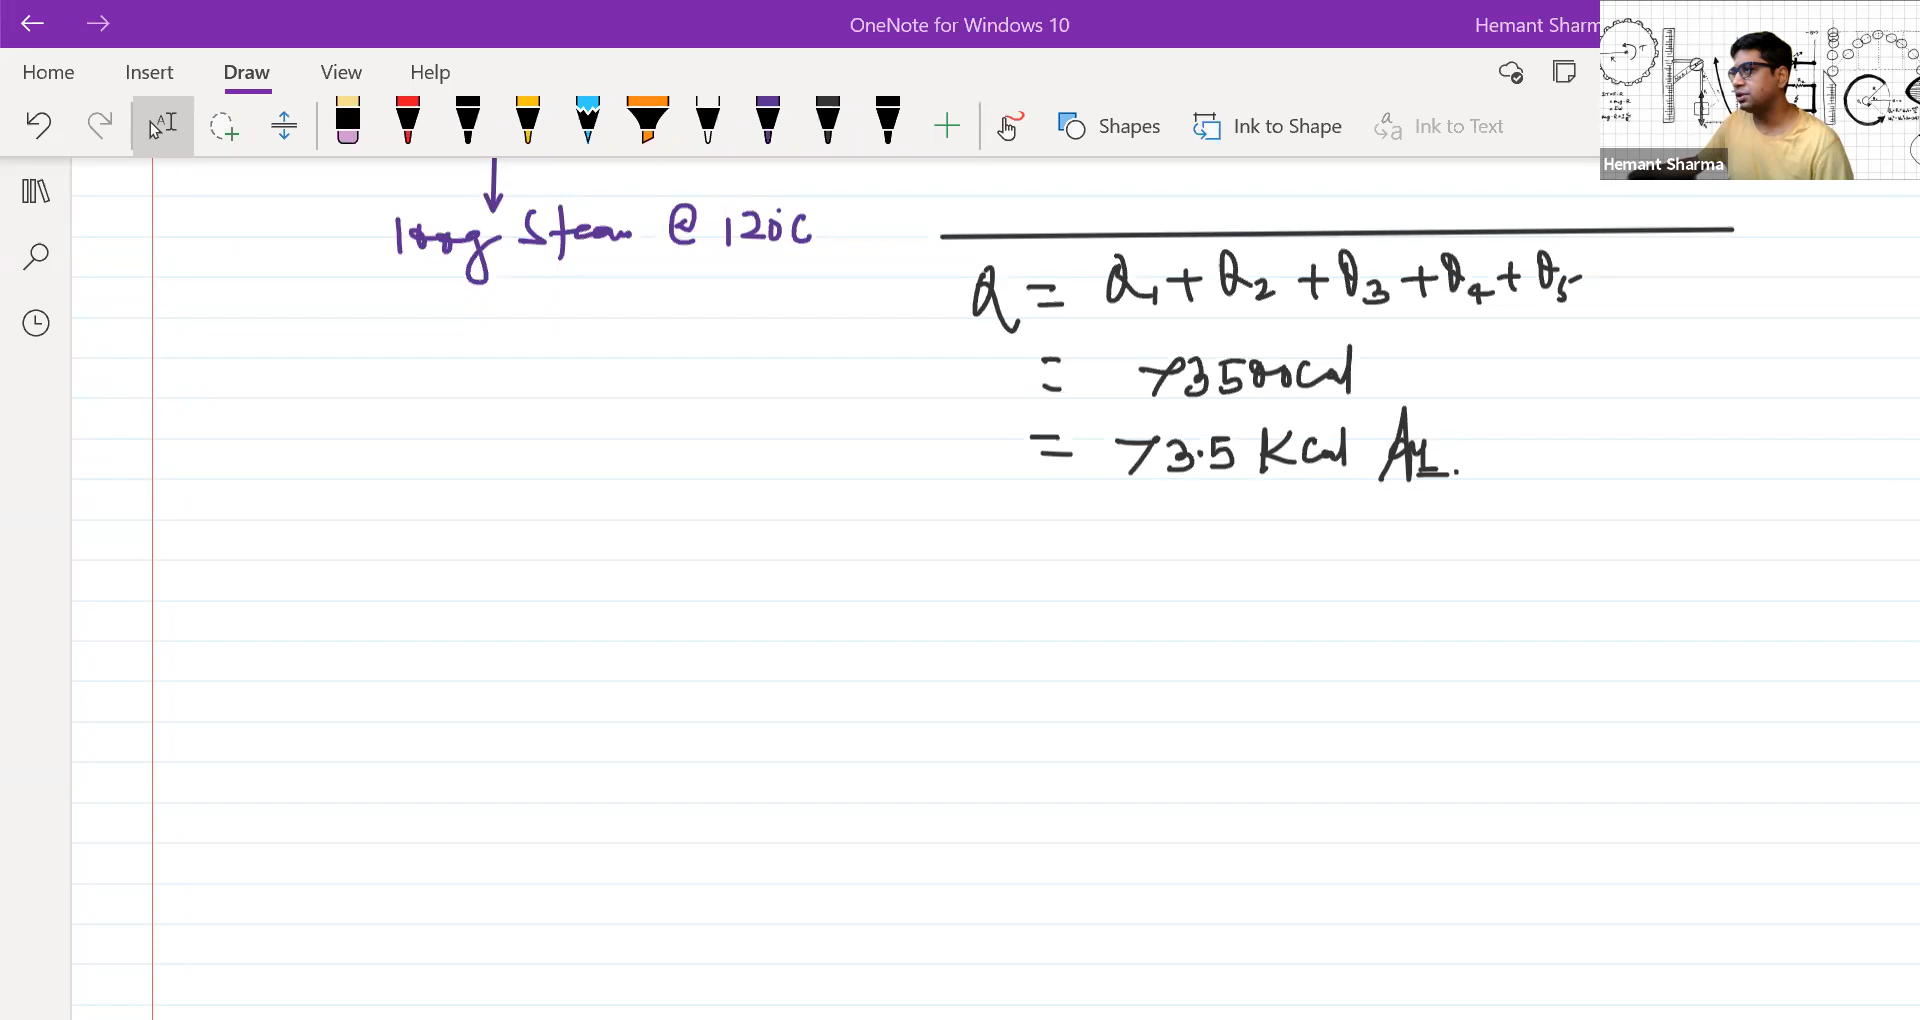 OneNote for Windows 10
Hemant Sharm
Home Insert Draw View Help
Shapes Ink to Shape Ink to Text
Hemant Sharma
100g Steam @ 120°C
Q = Q1 + Q2 + Q3 + Q4 + Q5
= 73500 cal
= 73.5 Kcal Ans.